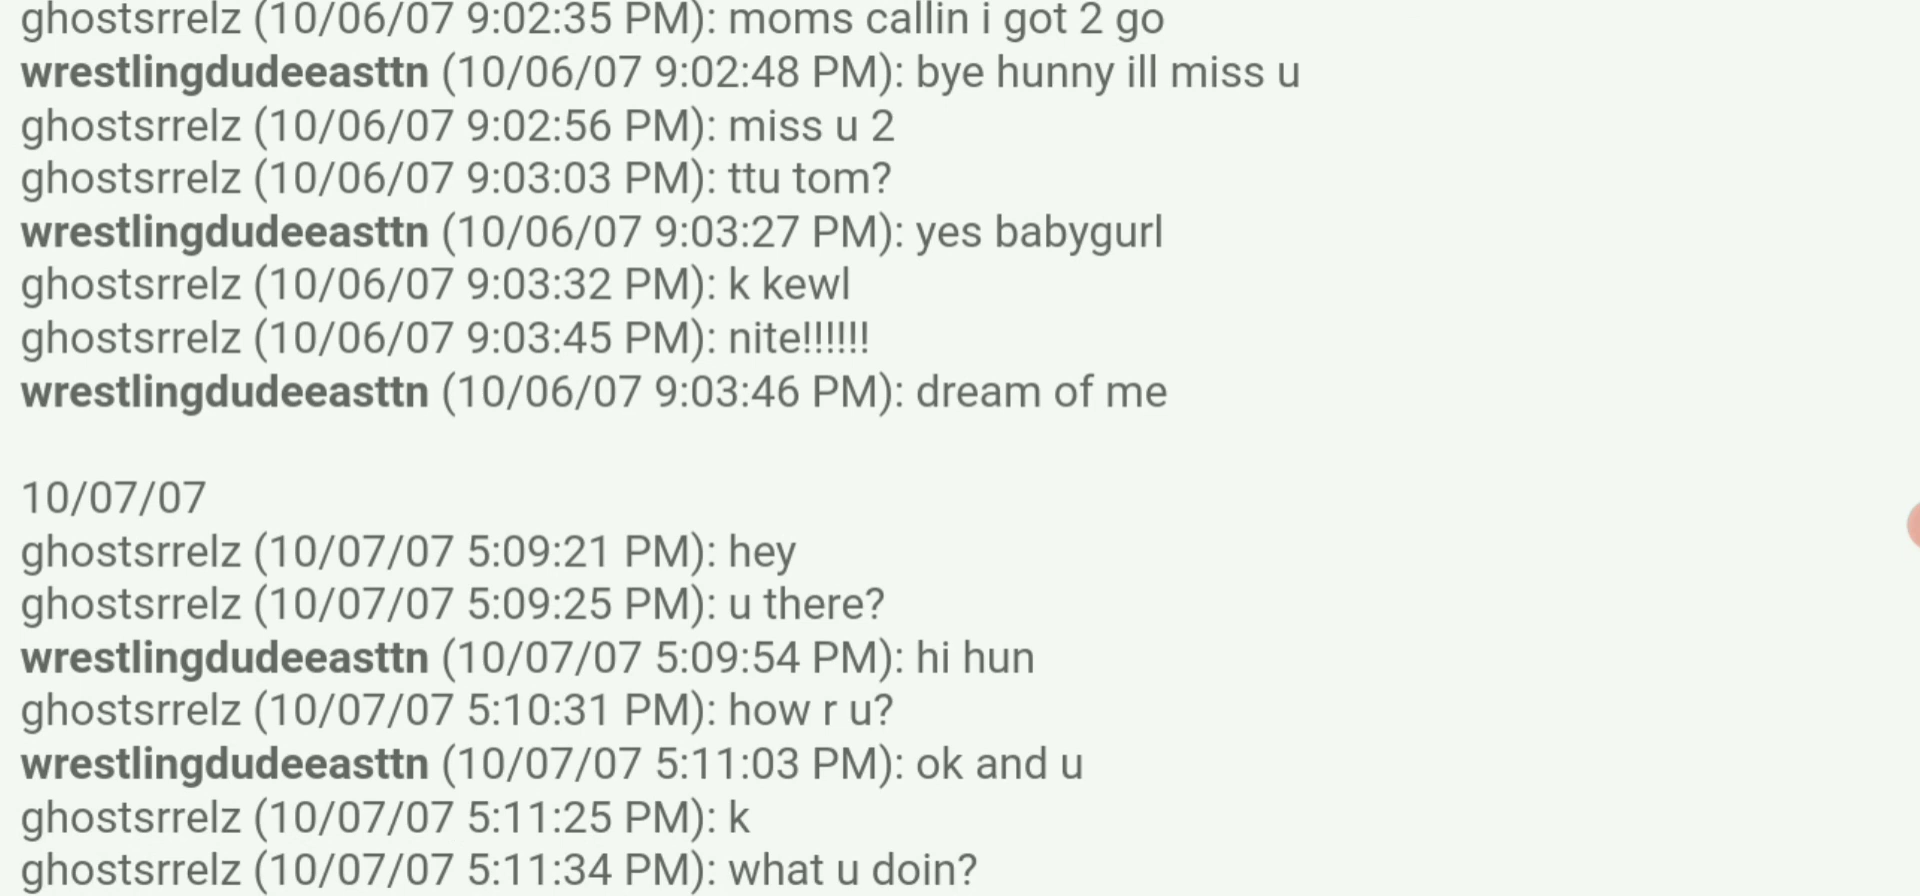 ghostsrrelz (10/06/07 9:02:35 PM): moms callin i got 2 go
wrestlingdudeeasttn (10/06/07 9:02:48 PM): bye hunny ill miss u
ghostsrrelz (10/06/07 9:02:56 PM): miss u 2
ghostsrrelz (10/06/07 9:03:03 PM): ttu tom?
wrestlingdudeeasttn (10/06/07 9:03:27 PM): yes babygurl
ghostsrrelz (10/06/07 9:03:32 PM): k kewl
ghostsrrelz (10/06/07 9:03:45 PM): nite!!!!!!
wrestlingdudeeasttn (10/06/07 9:03:46 PM): dream of me
10/07/07
ghostsrrelz (10/07/07 5:09:21 PM): hey
ghostsrrelz (10/07/07 5:09:25 PM): u there?
wrestlingdudeeasttn (10/07/07 5:09:54 PM): hi hun
ghostsrrelz (10/07/07 5:10:31 PM): how r u?
wrestlingdudeeasttn (10/07/07 5:11:03 PM): ok and u
ghostsrrelz (10/07/07 5:11:25 PM): k
ghostsrrelz (10/07/07 5:11:34 PM): what u doin?